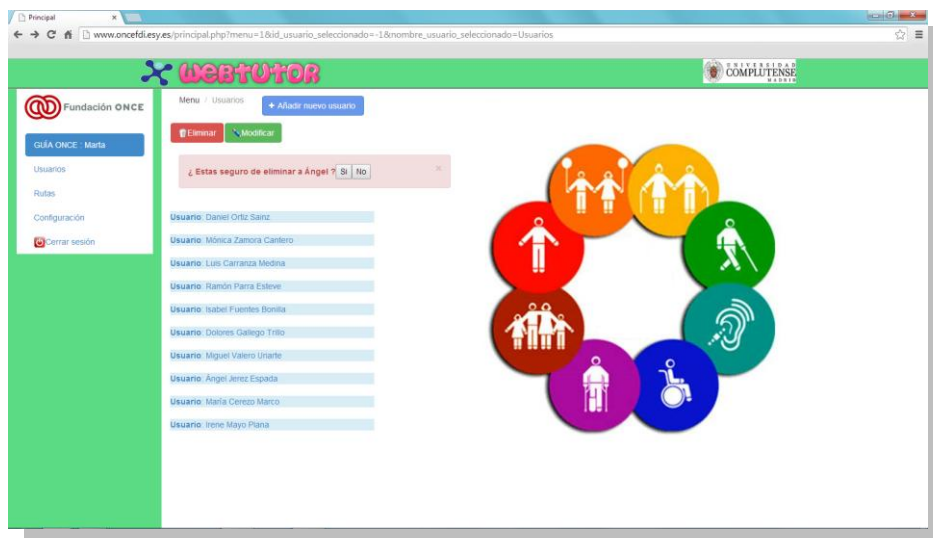 Principal
www.oncefdi.esy.es/principal.php?menu=1&id_usuario_seleccionado=-1&nombre_usuario_seleccionado=Usuarios
WEBTUTOR
UNIVERSIDAD
COMPLUTENSE
MADRID
Fundación ONCE
GUÍA ONCE : Marta
Usuarios
Rutas
Configuración
Cerrar sesión
Menu / Usuarios
+ Añadir nuevo usuario
Eliminar
Modificar
¿ Estas seguro de eliminar a Ángel ? Si No
Usuario: Daniel Ortiz Sainz
Usuario: Mónica Zamora Cantero
Usuario: Luis Carranza Medina
Usuario: Ramón Parra Esteve
Usuario: Isabel Fuentes Bonilla
Usuario: Dolores Gallego Trillo
Usuario: Miguel Valero Uriarte
Usuario: Ángel Jerez Espada
Usuario: María Cerezo Marco
Usuario: Irene Mayo Plana